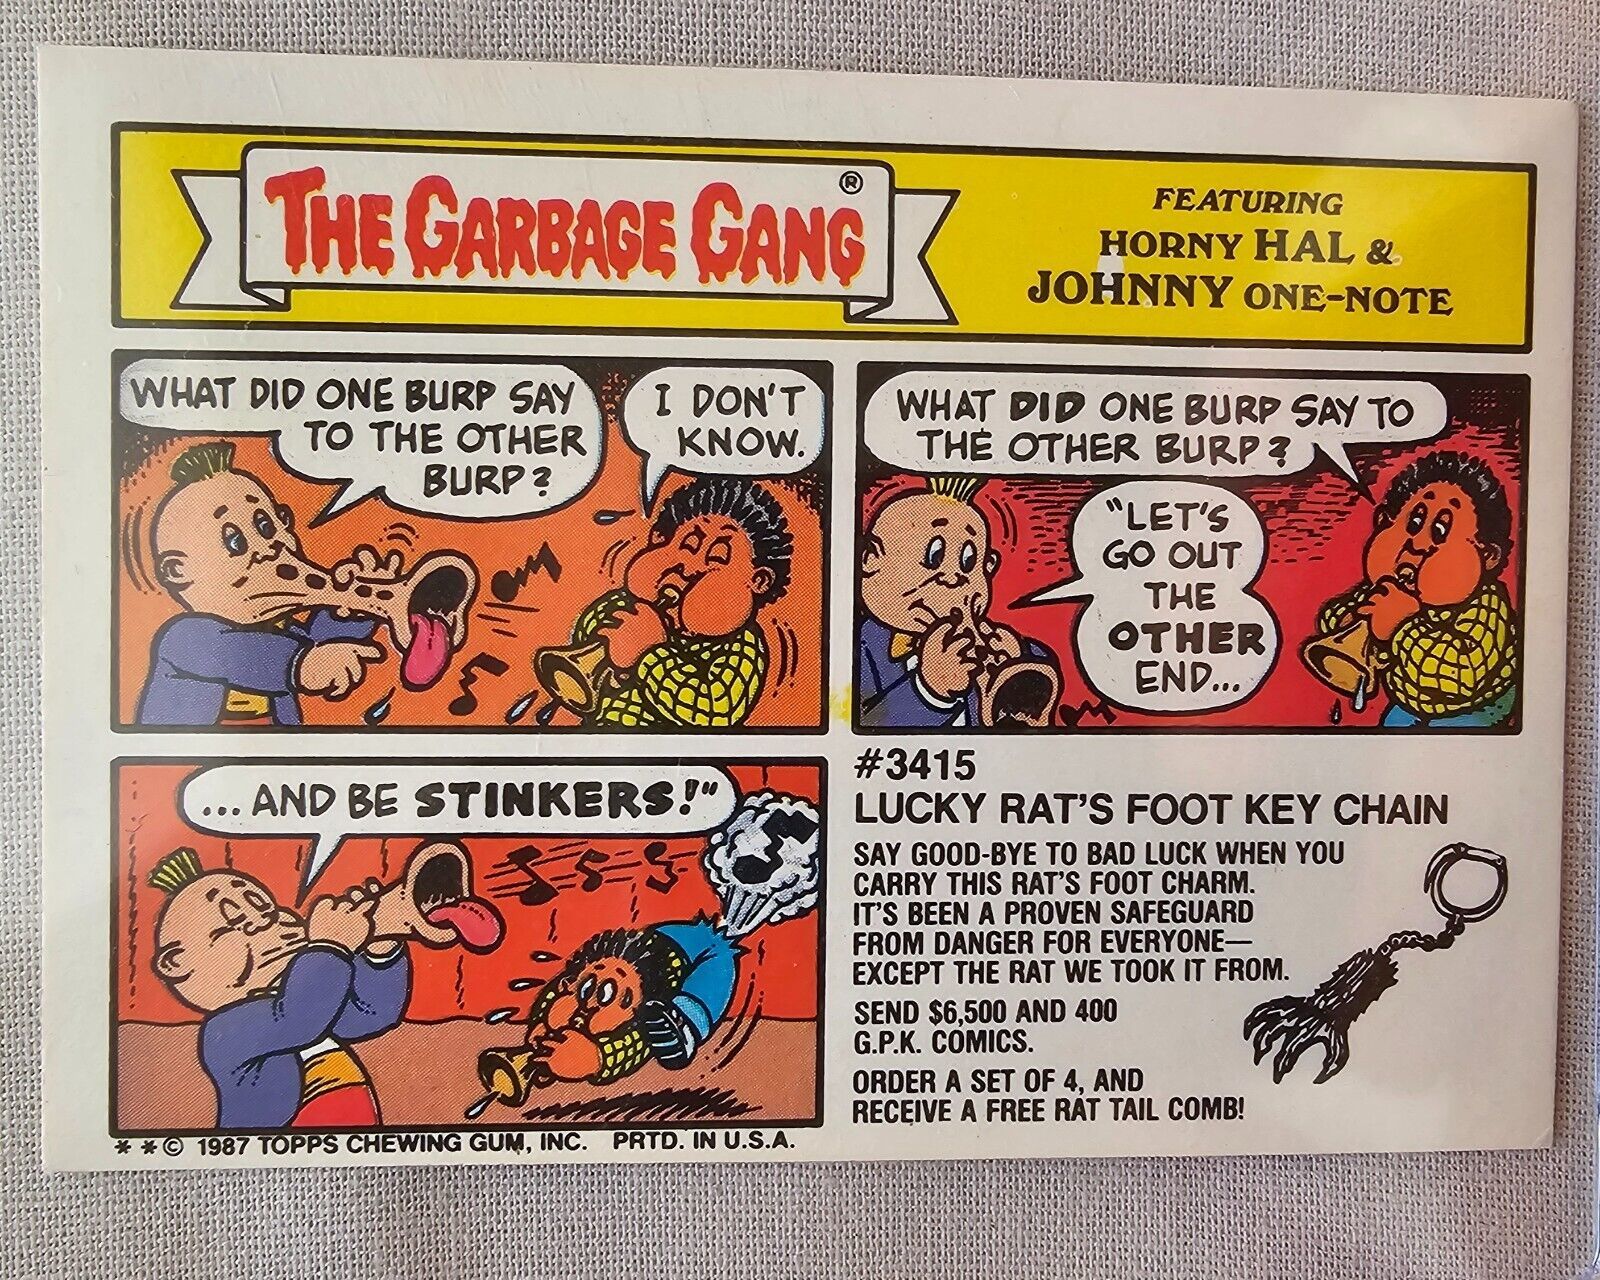 THE GARBAGE GANG®
FEATURING
HORNY HAL &
JOHNNY ONE-NOTE
WHAT DID ONE BURP SAY
TO THE OTHER
BURP?
I DON'T
KNOW.
WHAT DID ONE BURP SAY TO
THE OTHER BURP?
"LET'S
GO OUT
THE
OTHER
END...
...AND BE STINKERS!"
#3415
LUCKY RAT'S FOOT KEY CHAIN
SAY GOOD-BYE TO BAD LUCK WHEN YOU
CARRY THIS RAT'S FOOT CHARM.
IT'S BEEN A PROVEN SAFEGUARD
FROM DANGER FOR EVERYONE—
EXCEPT THE RAT WE TOOK IT FROM.
SEND $6,500 AND 400
G.P.K. COMICS.
ORDER A SET OF 4, AND
RECEIVE A FREE RAT TAIL COMB!
* * © 1987 TOPPS CHEWING GUM, INC. PRTD. IN U.S.A.